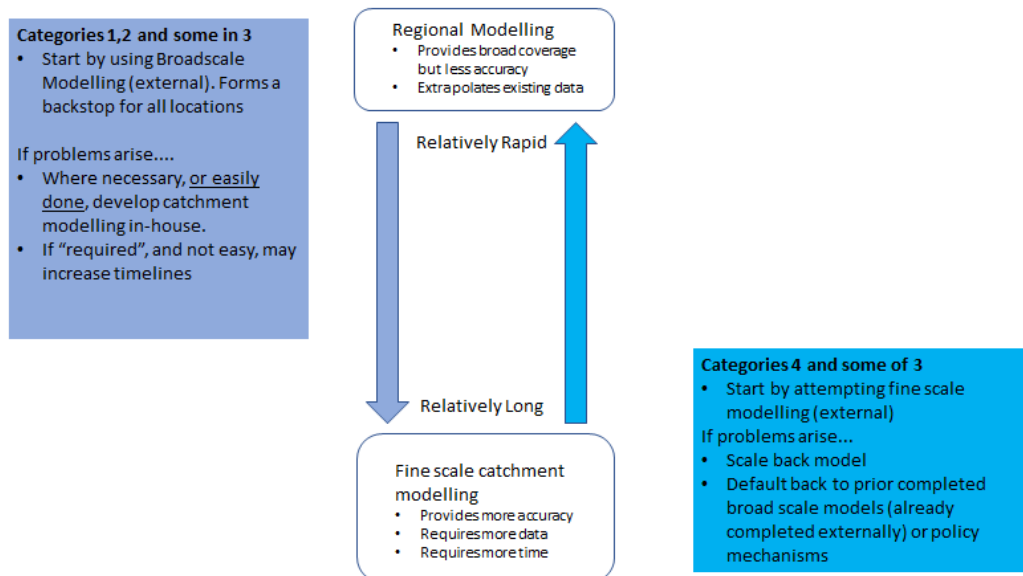 Categories 1,2 and some in 3
• Start by using Broadscale
Modelling (external). Forms a
backstop for all locations
If problems arise....
• Where necessary, or easily
done, develop catchment
modelling in-house.
• If “required”, and not easy, may
increase timelines
Regional Modelling
• Provides broad coverage
but less accuracy
• Extrapolates existing data
Relatively Rapid
Relatively Long
Fine scale catchment
modelling
• Provides more accuracy
• Requires more data
• Requires more time
Categories 4 and some of 3
• Start by attempting fine scale
modelling (external)
If problems arise...
• Scale back model
• Default back to prior completed
broad scale models (already
completed externally) or policy
mechanisms